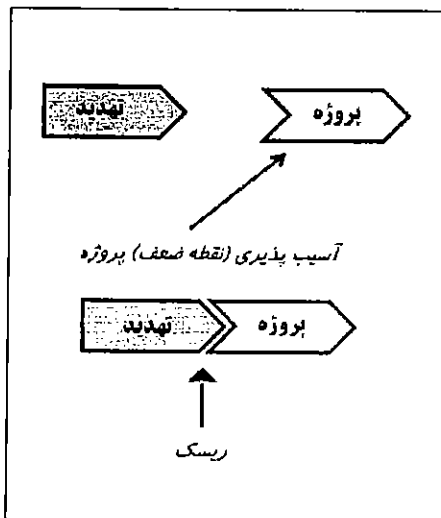 تهدید
پروژه
آسیب پذیری (نقطه ضعف) پروژه
تهدید
پروژه
ریسک